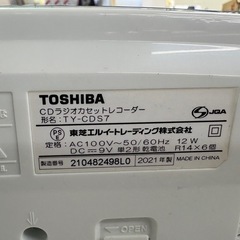 TOSHIBA
CDラジオカセットレコーダー
形名：TY-CDS7
JQA
PS
E
東芝エルイートレーディング株式会社
定格：AC100V〜50/60Hz 12W
DC⎓9V 単2形乾電池 R14×6個
製造番号 210482498L0 2021年製 MADE IN CHINA